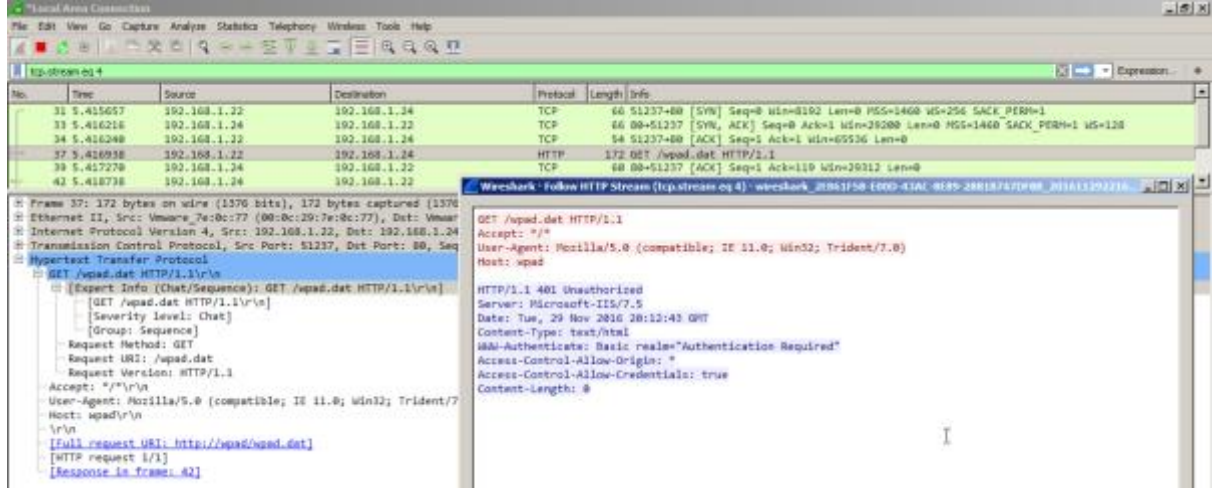 *Local Area Connection
File Edit View Go Capture Analyze Statistics Telephony Wireless Tools Help
tcp.stream eq 4
Expression...
No. Time Source Destination Protocol Length Info
31 5.415657 192.168.1.22 192.168.1.24 TCP 66 51237→80 [SYN] Seq=0 Win=8192 Len=0 MSS=1460 WS=256 SACK_PERM=1
33 5.416216 192.168.1.24 192.168.1.22 TCP 66 80→51237 [SYN, ACK] Seq=0 Ack=1 Win=29200 Len=0 MSS=1460 SACK_PERM=1 WS=128
34 5.416240 192.168.1.22 192.168.1.24 TCP 54 51237→80 [ACK] Seq=1 Ack=1 Win=65536 Len=0
37 5.416938 192.168.1.22 192.168.1.24 HTTP 172 GET /wpad.dat HTTP/1.1
39 5.417270 192.168.1.24 192.168.1.22 TCP 60 80→51237 [ACK] Seq=1 Ack=119 Win=29312 Len=0
42 5.418736 192.168.1.24 192.168.1.22
Frame 37: 172 bytes on wire (1376 bits), 172 bytes captured (1376
Ethernet II, Src: Vmware_7e:0c:77 (00:0c:29:7e:0c:77), Dst: Vmwar
Internet Protocol Version 4, Src: 192.168.1.22, Dst: 192.168.1.24
Transmission Control Protocol, Src Port: 51237, Dst Port: 80, Seq
Hypertext Transfer Protocol
GET /wpad.dat HTTP/1.1\r\n
[Expert Info (Chat/Sequence): GET /wpad.dat HTTP/1.1\r\n]
[GET /wpad.dat HTTP/1.1\r\n]
[Severity level: Chat]
[Group: Sequence]
Request Method: GET
Request URI: /wpad.dat
Request Version: HTTP/1.1
Accept: */*\r\n
User-Agent: Mozilla/5.0 (compatible; IE 11.0; Win32; Trident/7
Host: wpad\r\n
\r\n
[Full request URI: http://wpad/wpad.dat]
[HTTP request 1/1]
[Response in frame: 42]
Wireshark · Follow HTTP Stream (tcp.stream eq 4) · wireshark
GET /wpad.dat HTTP/1.1
Accept: */*
User-Agent: Mozilla/5.0 (compatible; IE 11.0; Win32; Trident/7.0)
Host: wpad
HTTP/1.1 401 Unauthorized
Server: Microsoft-IIS/7.5
Date: Tue, 29 Nov 2016 20:12:43 GMT
Content-Type: text/html
WWW-Authenticate: Basic realm="Authentication Required"
Access-Control-Allow-Origin: *
Access-Control-Allow-Credentials: true
Content-Length: 0